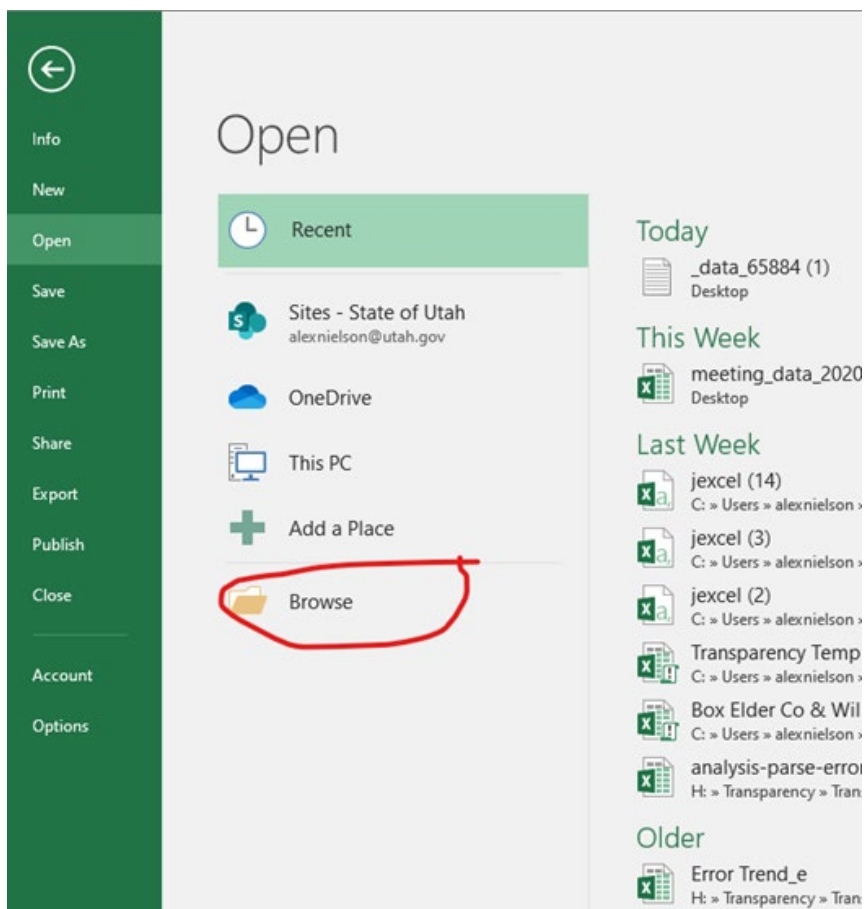 Info
New
Open
Save
Save As
Print
Share
Export
Publish
Close
Account
Options
Open
Recent
Sites - State of Utah
alexnielson@utah.gov
OneDrive
This PC
Add a Place
Browse
Today
_data_65884 (1)
Desktop
This Week
meeting_data_2020
Desktop
Last Week
jexcel (14)
C: » Users » alexnielson »
jexcel (3)
C: » Users » alexnielson »
jexcel (2)
C: » Users » alexnielson »
Transparency Temp
C: » Users » alexnielson »
Box Elder Co & Wil
C: » Users » alexnielson »
analysis-parse-error
H: » Transparency » Tran
Older
Error Trend_e
H: » Transparency » Tran